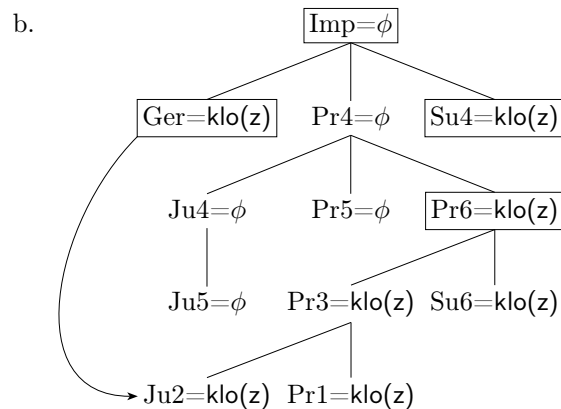 b.
Imp=ϕ
Ger=klo(z) Pr4=ϕ Su4=klo(z)
Ju4=ϕ Pr5=ϕ Pr6=klo(z)
Ju5=ϕ Pr3=klo(z) Su6=klo(z)
Ju2=klo(z) Pr1=klo(z)